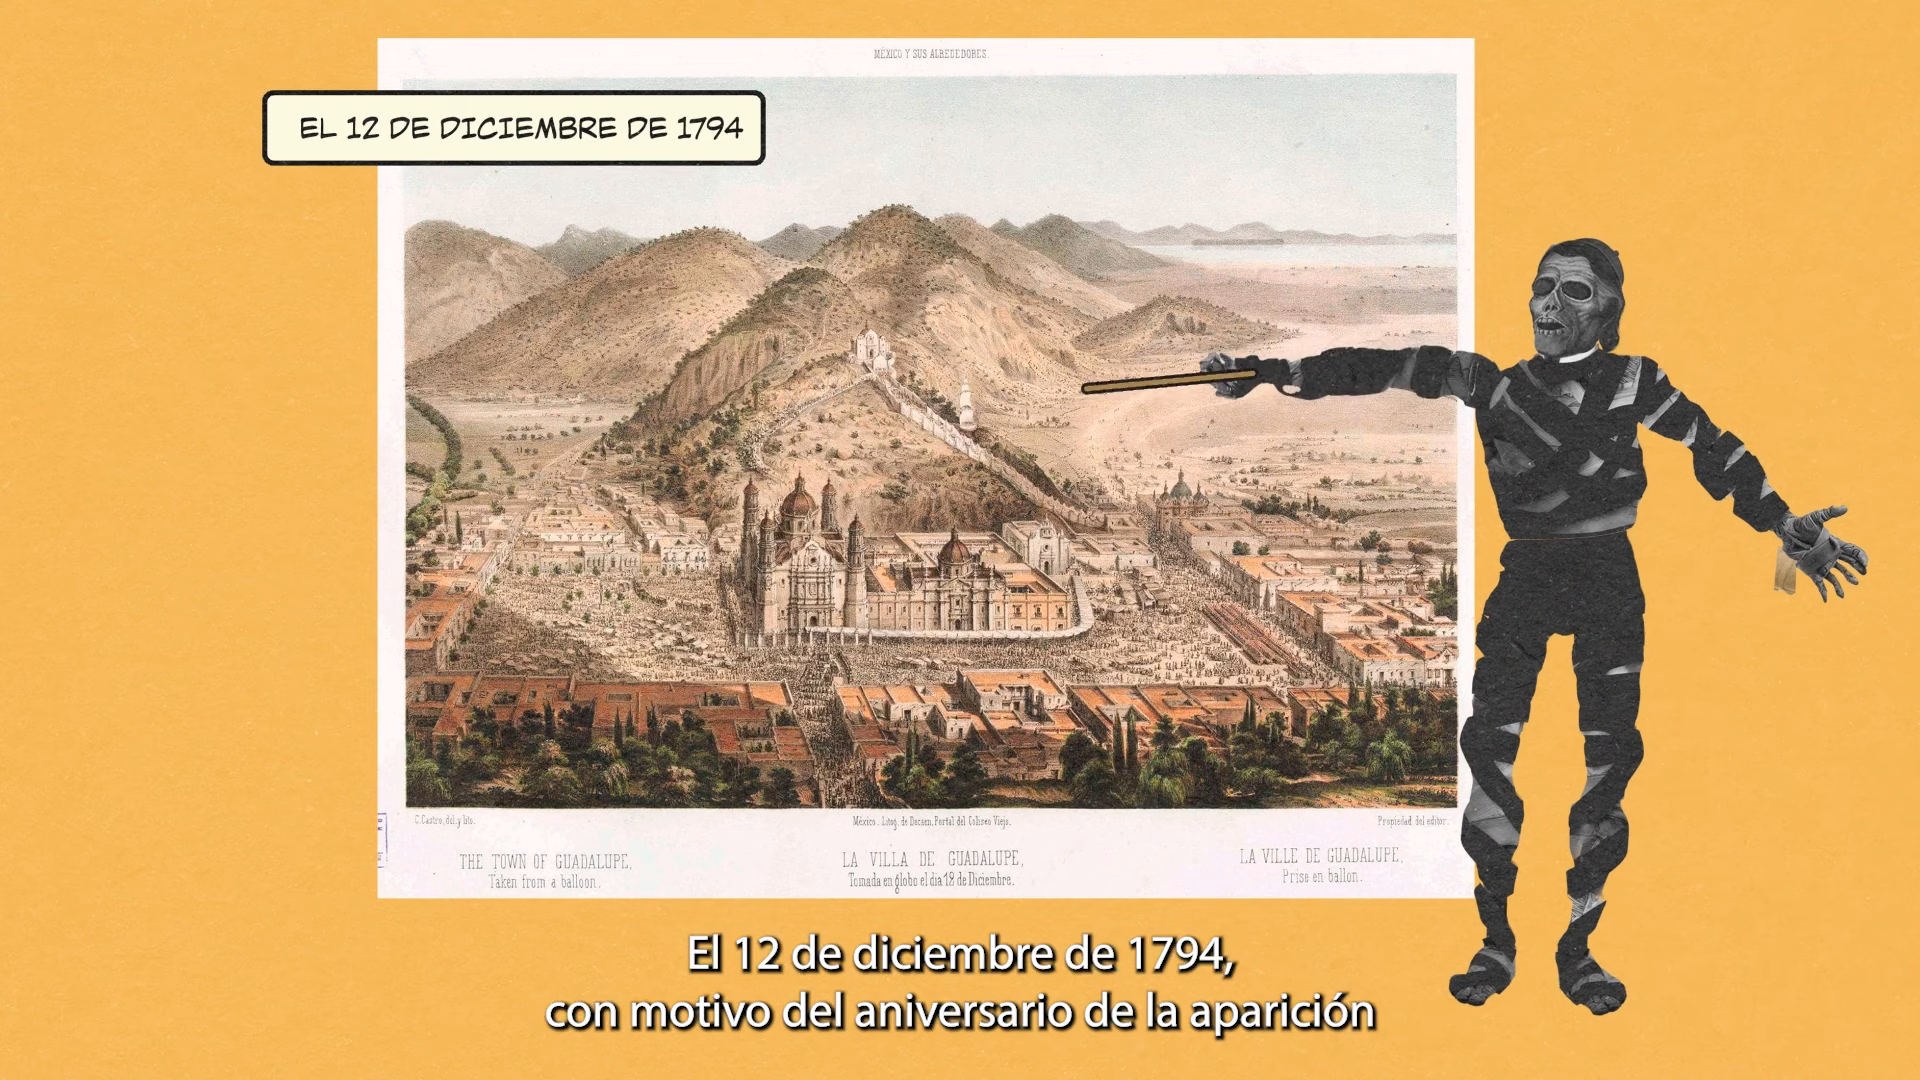 MÉXICO Y SUS ALREDEDORES.
EL 12 DE DICIEMBRE DE 1794
C. Castro, del. y lito.
México. Litog. de Decaen, Portal del Coliseo Viejo.
Propiedad del editor.
THE TOWN OF GUADALUPE,
Taken from a balloon.
LA VILLA DE GUADALUPE,
Tomada en globo el dia 12 de Diciembre.
LA VILLE DE GUADALUPE,
Prise en ballon.
El 12 de diciembre de 1794,
con motivo del aniversario de la aparición